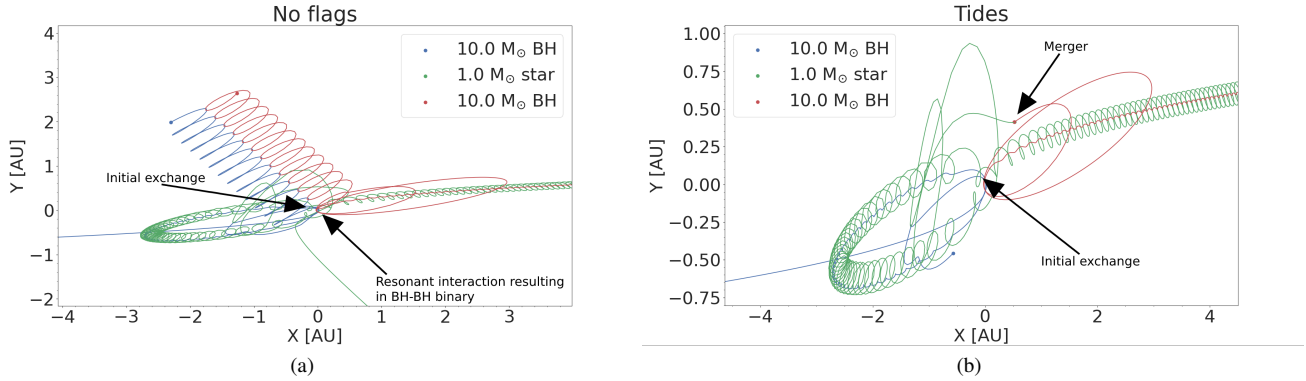 No flags
4
3
2
1
0
−1
−2
Y [AU]
10.0 M⊙ BH
1.0 M⊙ star
10.0 M⊙ BH
Initial exchange
Resonant interaction resulting
in BH-BH binary
−4 −3 −2 −1 0 1 2 3
X [AU]
(a)
Tides
1.00
0.75
0.50
0.25
0.00
−0.25
−0.50
−0.75
Y [AU]
10.0 M⊙ BH
1.0 M⊙ star
10.0 M⊙ BH
Merger
Initial exchange
−4 −2 0 2 4
X [AU]
(b)